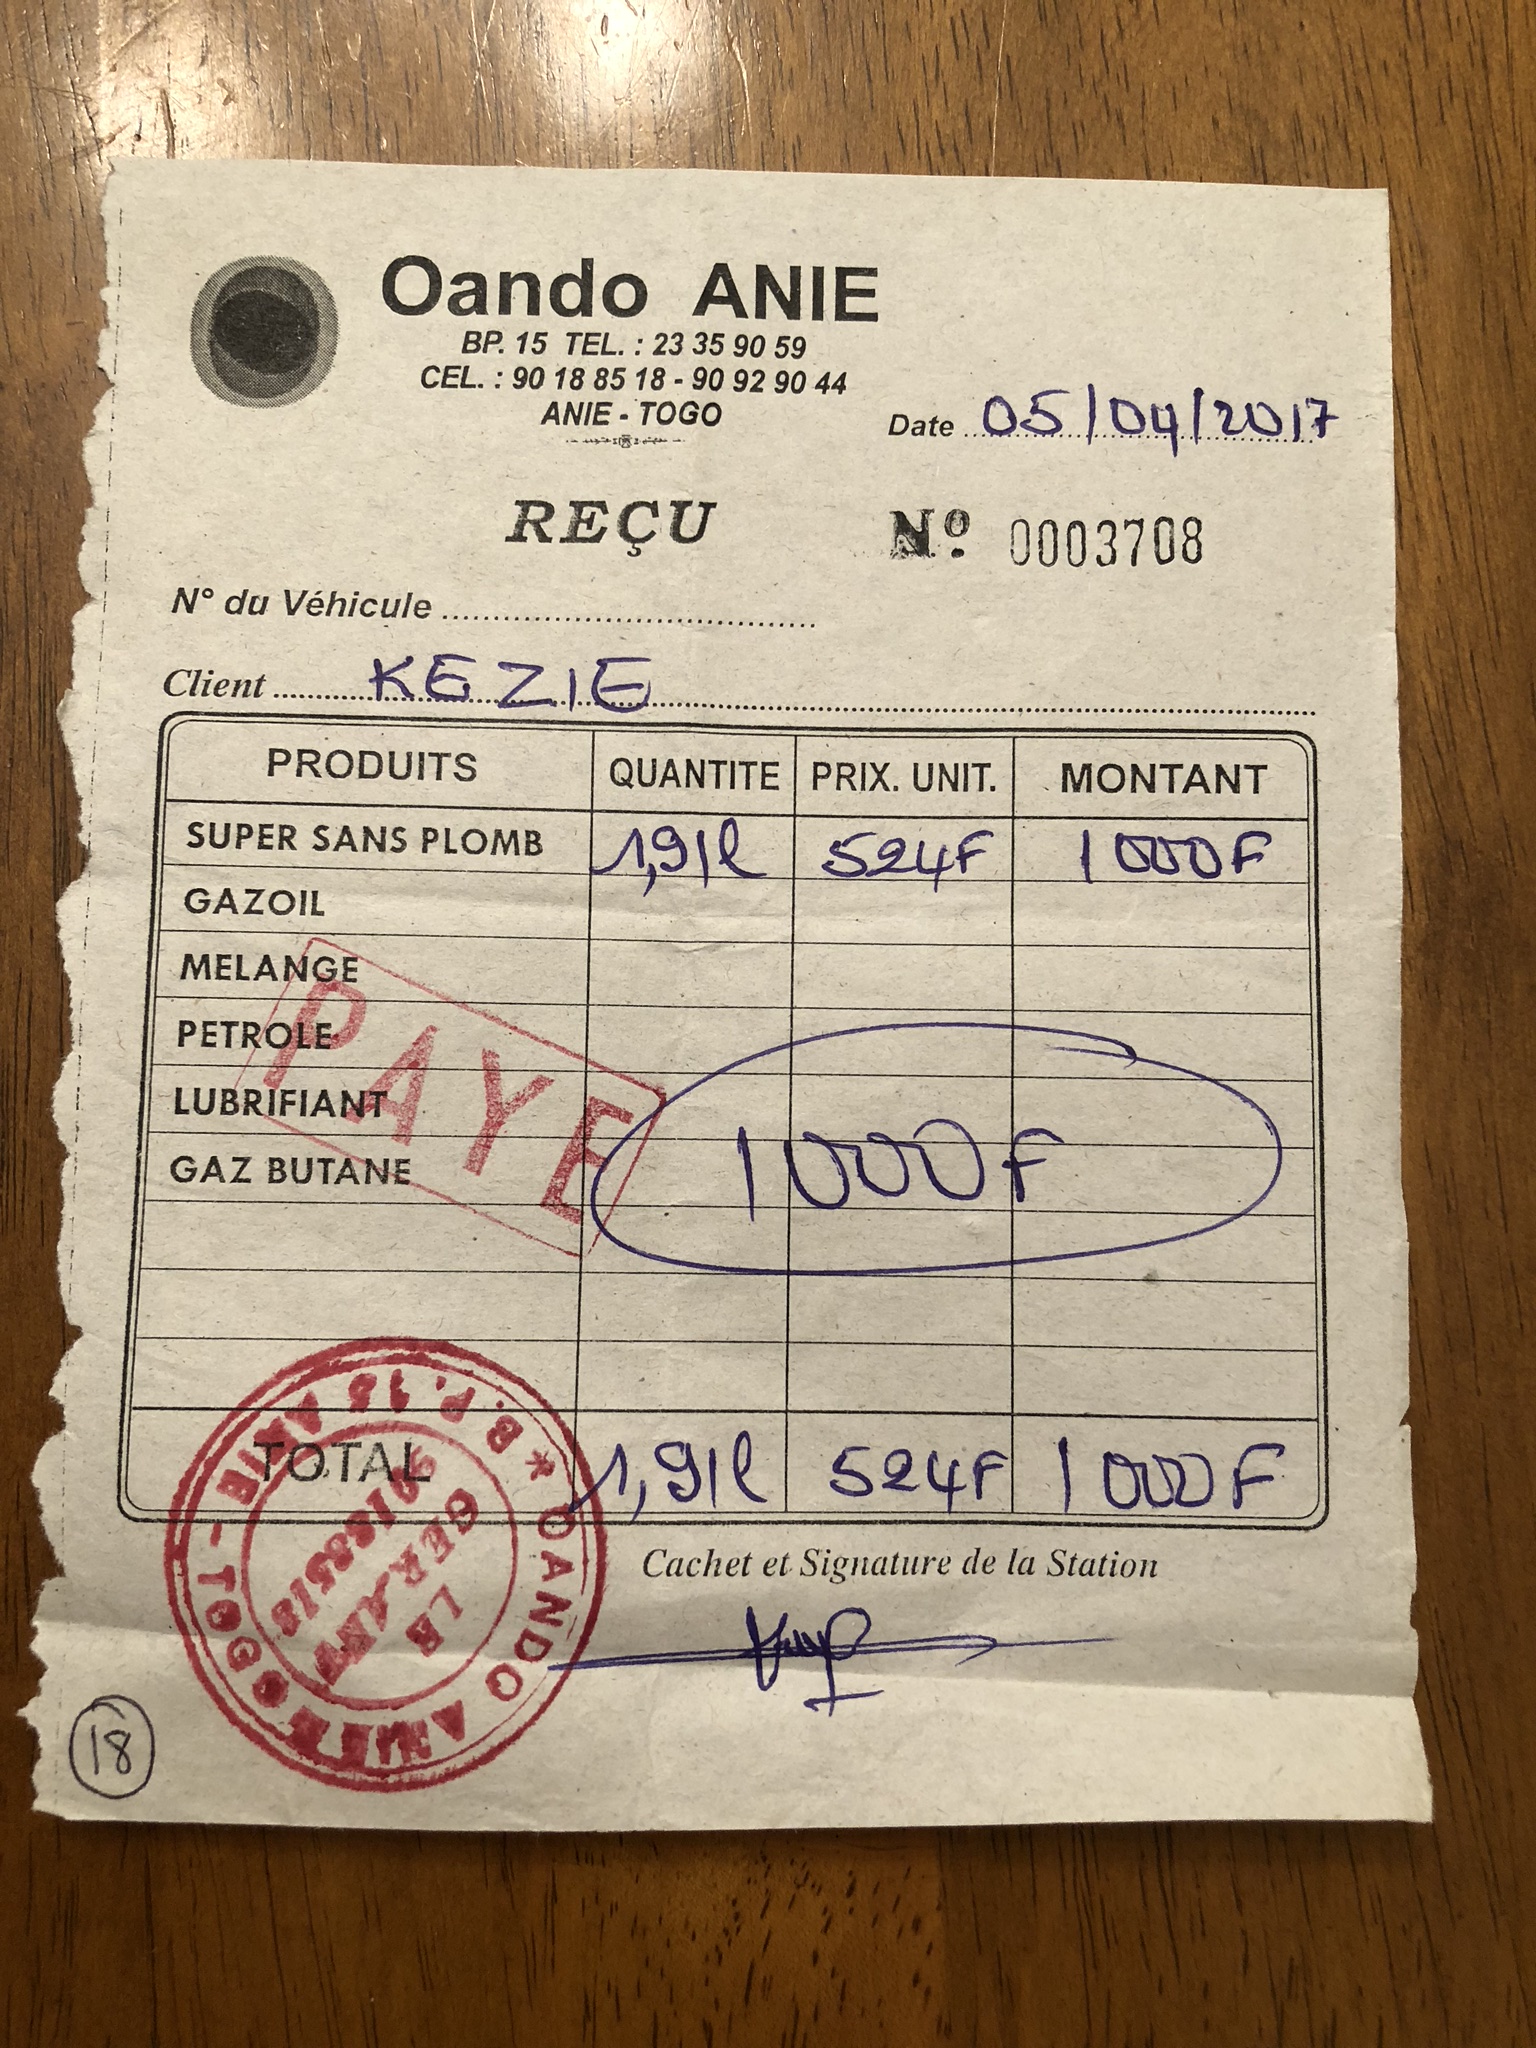 Oando ANIE
BP. 15 TEL. : 23 35 90 59
CEL. : 90 18 85 18 - 90 92 90 44
ANIE - TOGO
Date 05/04/2017
REÇU
Nº 0003708
N° du Véhicule
Client KEZIE
PRODUITS QUANTITE PRIX. UNIT. MONTANT
SUPER SANS PLOMB 1,91l 524F 1000F
GAZOIL
MELANGE
PETROLE
LUBRIFIANT
GAZ BUTANE
PAYE
1000F
TOTAL 1,91l 524F 1000F
Cachet et Signature de la Station
* OANDO ANIE
B.P. 15 ANIE - TOGO
LE
GERANT
9188518
18